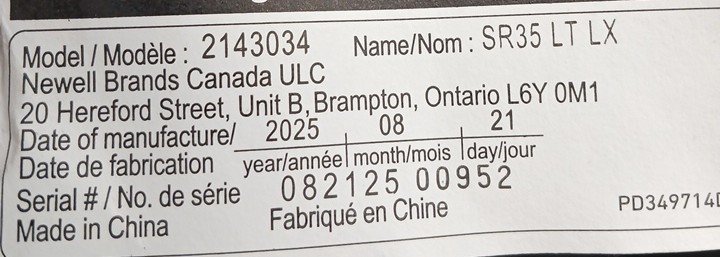 Model / Modèle : 2143034 Name/Nom : SR35 LT LX
Newell Brands Canada ULC
20 Hereford Street, Unit B, Brampton, Ontario L6Y 0M1
Date of manufacture/ 2025 08 21
Date de fabrication year/année month/mois day/jour
Serial # / No. de série 082125 00952
Made in China Fabriqué en Chine PD349714